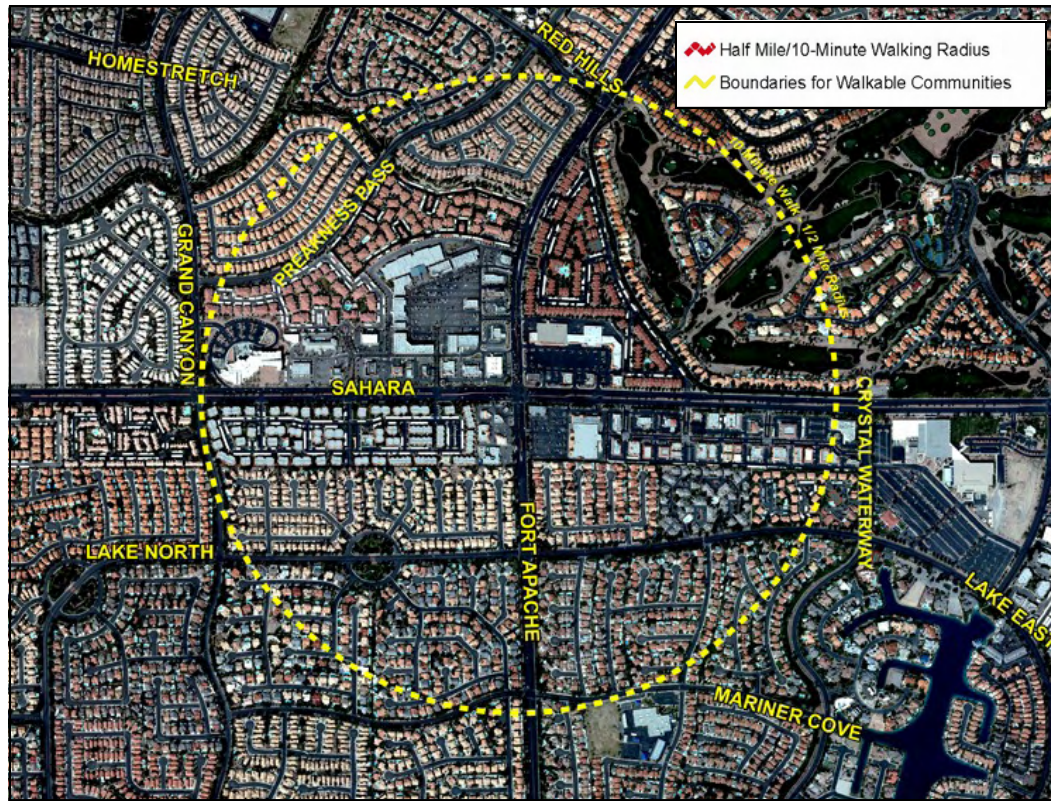 Half Mile/10-Minute Walking Radius
Boundaries for Walkable Communities
RED HILLS
HOMESTRETCH
10 Minute Walk 1/2 Mile Radius
PREAKNESS PASS
GRAND CANYON
SAHARA
CRYSTAL WATERWAY
FORT APACHE
LAKE NORTH
LAKE EAST
MARINER COVE